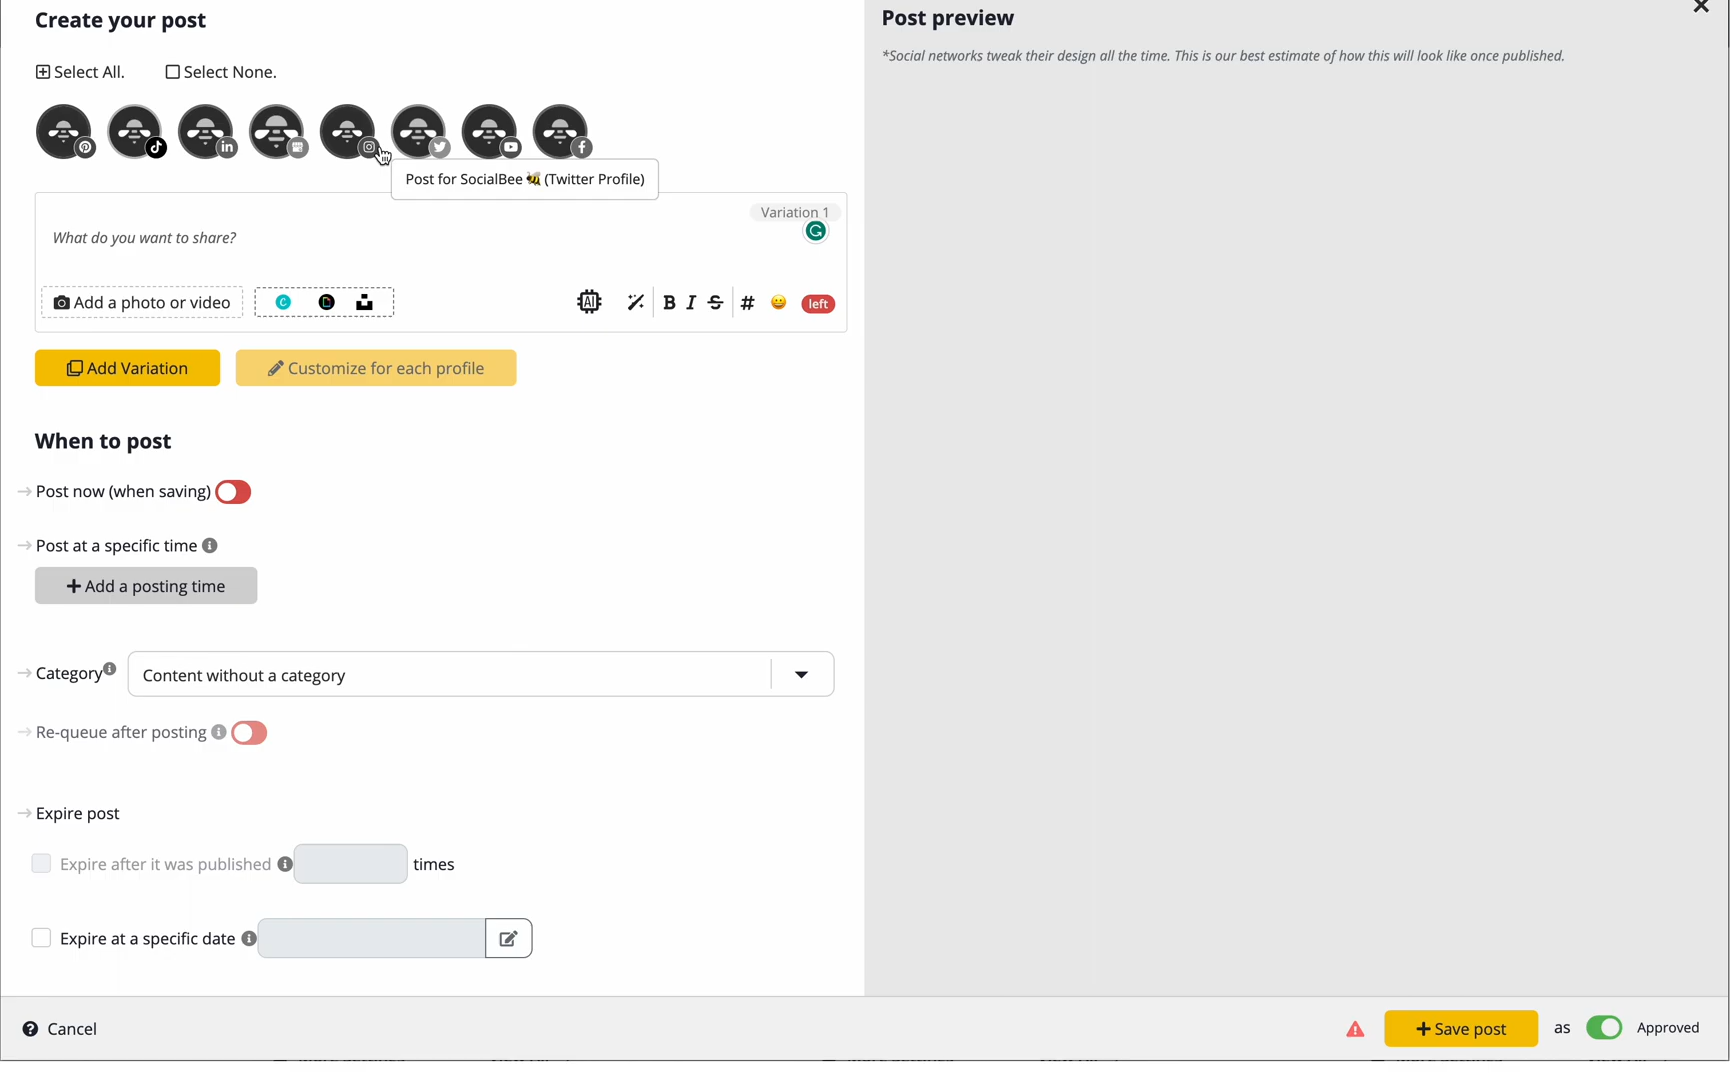 Create your post
Select All. Select None.
in
Post for SocialBee 🐝 (Twitter Profile)
Variation 1
What do you want to share?
Add a photo or video
AI B I S # 😀 left
Add Variation
Customize for each profile
When to post
Post now (when saving)
Post at a specific time
+ Add a posting time
Category
Content without a category
Re-queue after posting
Expire post
Expire after it was published times
Expire at a specific date
Cancel
Post preview
*Social networks tweak their design all the time. This is our best estimate of how this will look like once published.
+ Save post as Approved